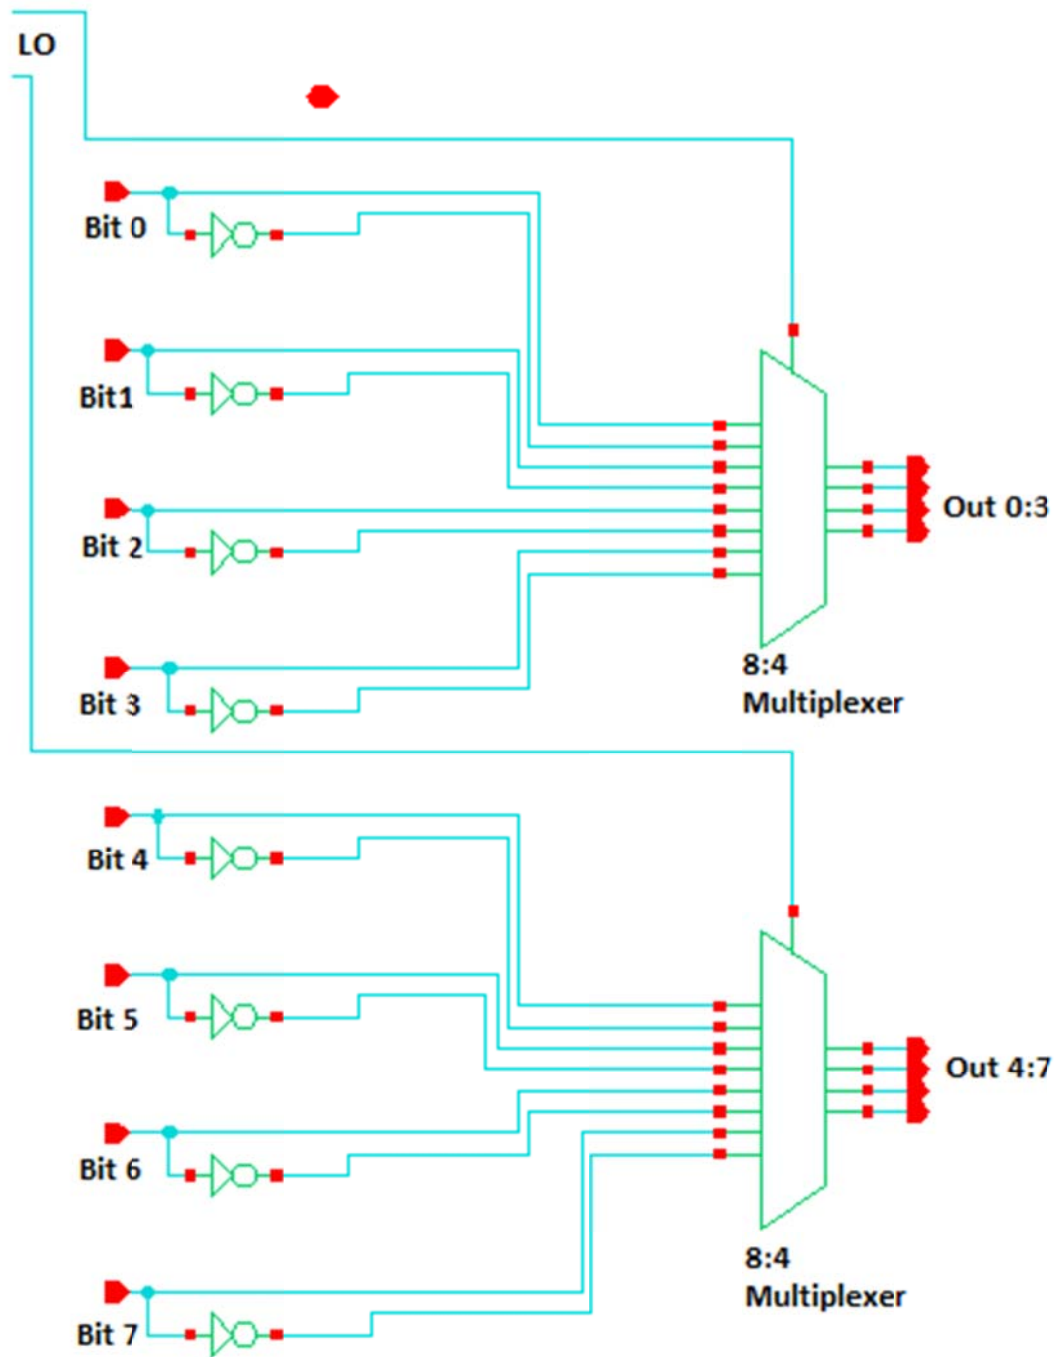 LO
Bit 0
Bit1
Bit 2
Out 0:3
8:4
Multiplexer
Bit 3
Bit 4
Bit 5
Out 4:7
Bit 6
8:4
Multiplexer
Bit 7